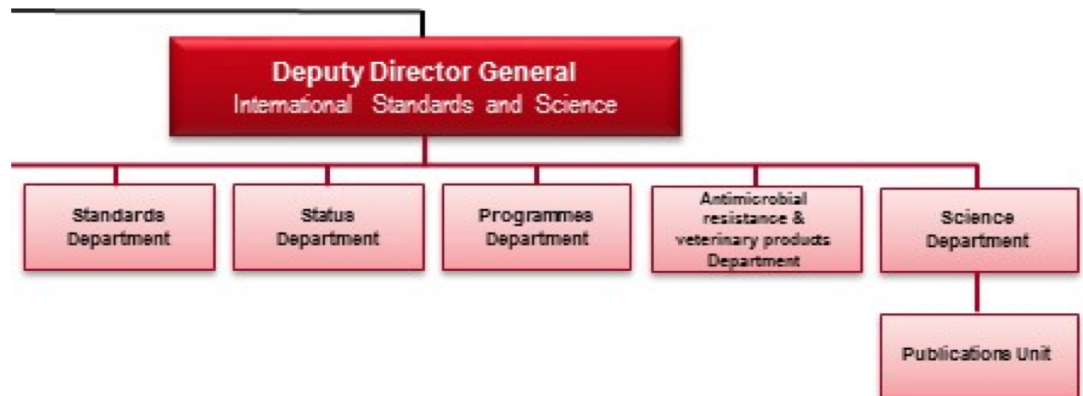 Deputy Director General
International Standards and Science
Standards
Department
Status
Department
Programmes
Department
Antimicrobial
resistance &
veterinary products
Department
Science
Department
Publications Unit